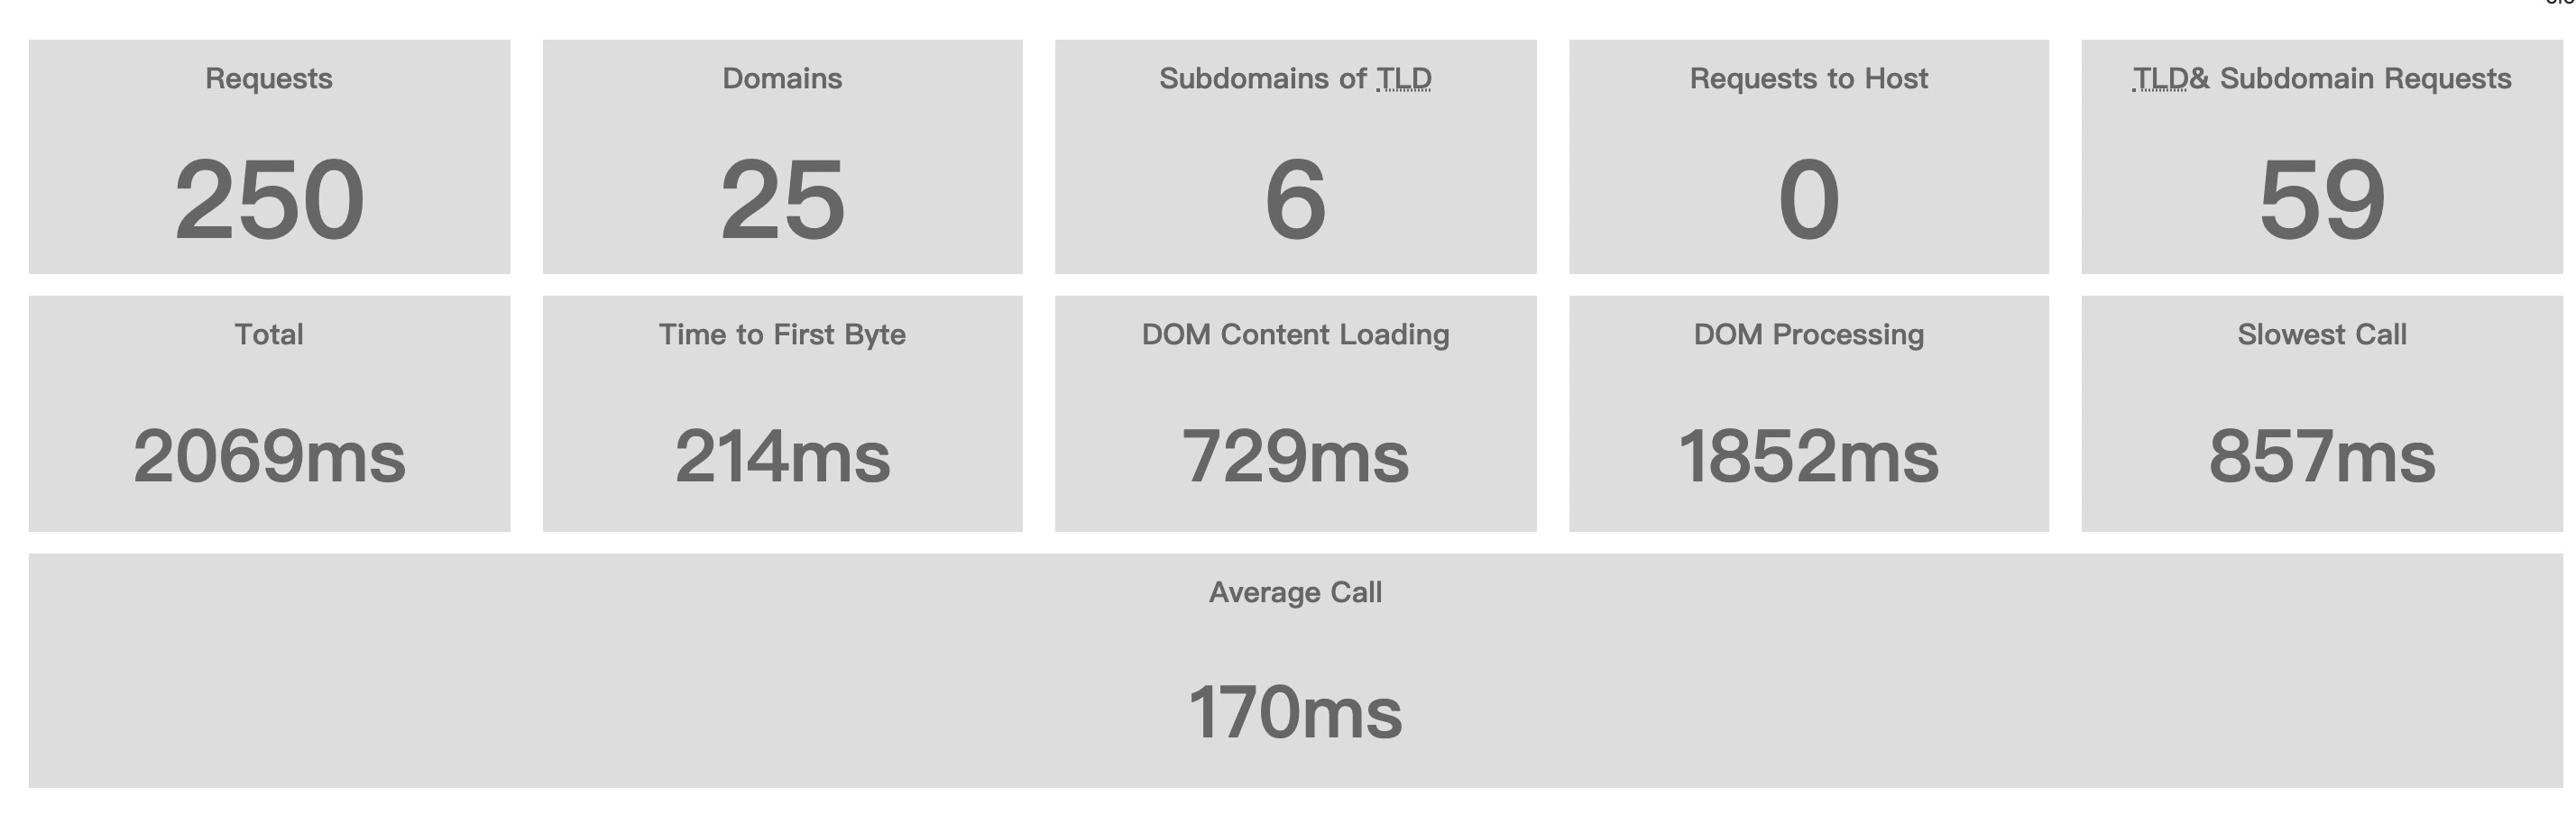 Requests
250
Domains
25
Subdomains of TLD
6
Requests to Host
0
TLD& Subdomain Requests
59
Total
2069ms
Time to First Byte
214ms
DOM Content Loading
729ms
DOM Processing
1852ms
Slowest Call
857ms
Average Call
170ms